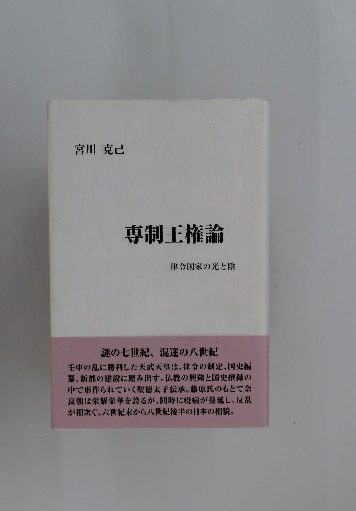 宮川 克己
専制王権論
律令国家の光と陰
謎の七世紀、混迷の八世紀
壬申の乱に勝利した天武天皇は、律令の制定、国史編
纂、新都の建設に踏み出す。仏教の興隆と国史撰録の
中で形作られていく聖徳太子伝承。藤原氏のもとで奈
良朝は栄耀栄華を誇るが、同時に疫病が蔓延し、反乱
が相次ぐ。六世紀末から八世紀後半の日本の相貌。